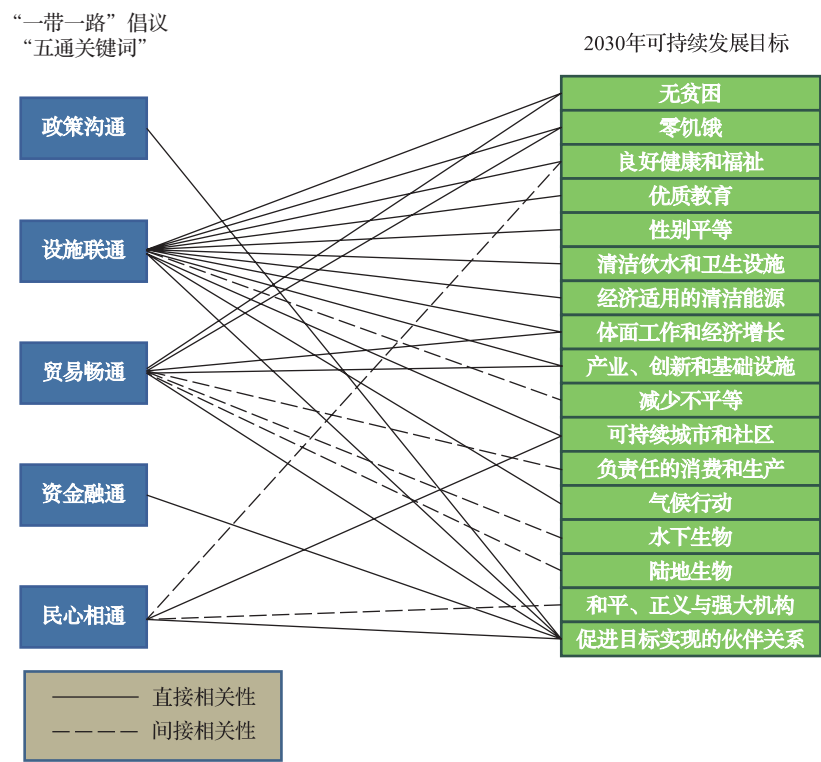 “一带一路”倡议
“五通关键词”
2030年可持续发展目标
政策沟通
设施联通
贸易畅通
资金融通
民心相通
无贫困
零饥饿
良好健康和福祉
优质教育
性别平等
清洁饮水和卫生设施
经济适用的清洁能源
体面工作和经济增长
产业、创新和基础设施
减少不平等
可持续城市和社区
负责任的消费和生产
气候行动
水下生物
陆地生物
和平、正义与强大机构
促进目标实现的伙伴关系
直接相关性
间接相关性